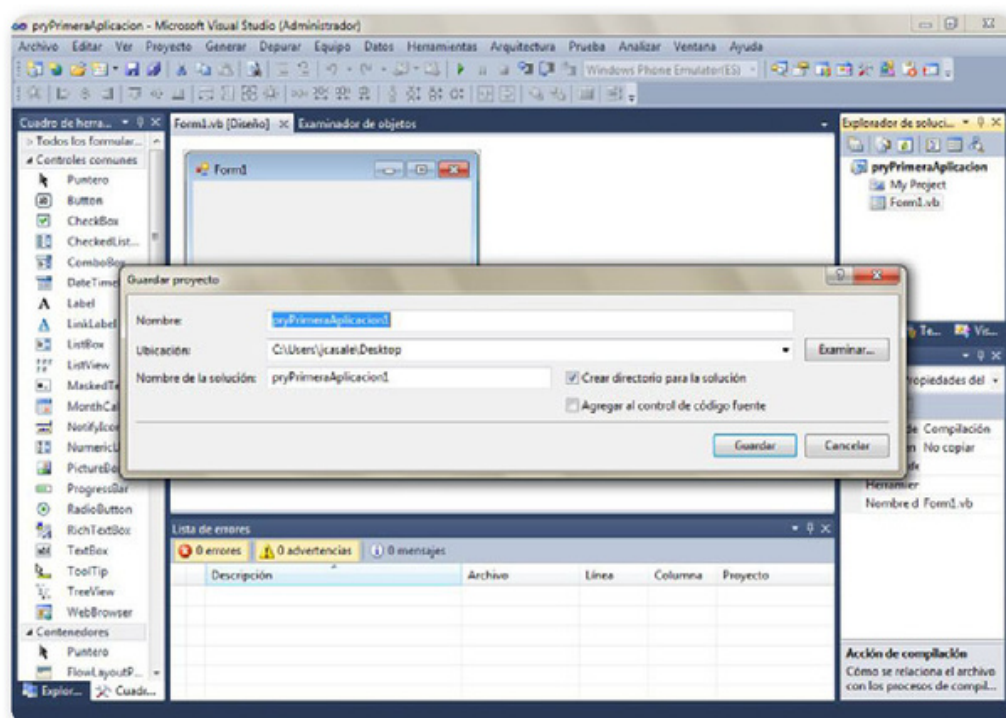 pryPrimeraAplicacion - Microsoft Visual Studio (Administrador)
Archivo Editar Ver Proyecto Generar Depurar Equipo Datos Herramientas Arquitectura Prueba Analizar Ventana Ayuda
Windows Phone Emulator(ES)
Cuadro de herra...
Todos los formular...
Controles comunes
Puntero
Button
CheckBox
CheckedList...
ComboBox
DateTime
Label
LinkLabel
ListBox
ListView
MaskedTe
MonthCal
NotifyIcon
NumericU
PictureBo
ProgressBar
RadioButton
RichTextBox
TextBox
ToolTip
TreeView
WebBrowser
Contenedores
Puntero
FlowLayoutP...
Explor... Cuadr...
Form1.vb [Diseño] Examinador de objetos
Form1
Guardar proyecto
Nombre: pryPrimeraAplicacion1
Ubicación: C:\Users\jcasale\Desktop Examinar...
Nombre de la solución: pryPrimeraAplicacion1 Crear directorio para la solución
Agregar al control de código fuente
Guardar Cancelar
Lista de errores
0 errores 0 advertencias 0 mensajes
Descripción Archivo Línea Columna Proyecto
Explorador de soluci...
pryPrimeraAplicacion
My Project
Form1.vb
Te... Vis...
ropiedades del
de Compilación
No copiar
Herramier
Nombre d Form1.vb
Acción de compilación
Cómo se relaciona el archivo
con los procesos de compil...